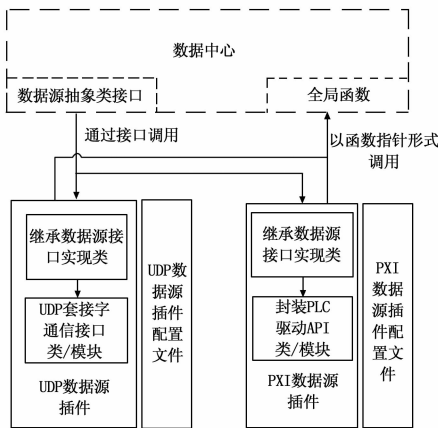 数据中心
数据源抽象类接口
全局函数
通过接口调用
以函数指针形式
调用
继承数据源接
口实现类
UDP套接字
通信接口
类/模块
UDP数据源
插件
UDP数
据源
插件
配置
文件
继承数据源
接口实现类
封装PLC
驱动API
类/模块
PXI数据源
插件
PXI
数据
源插
件配
置文
件